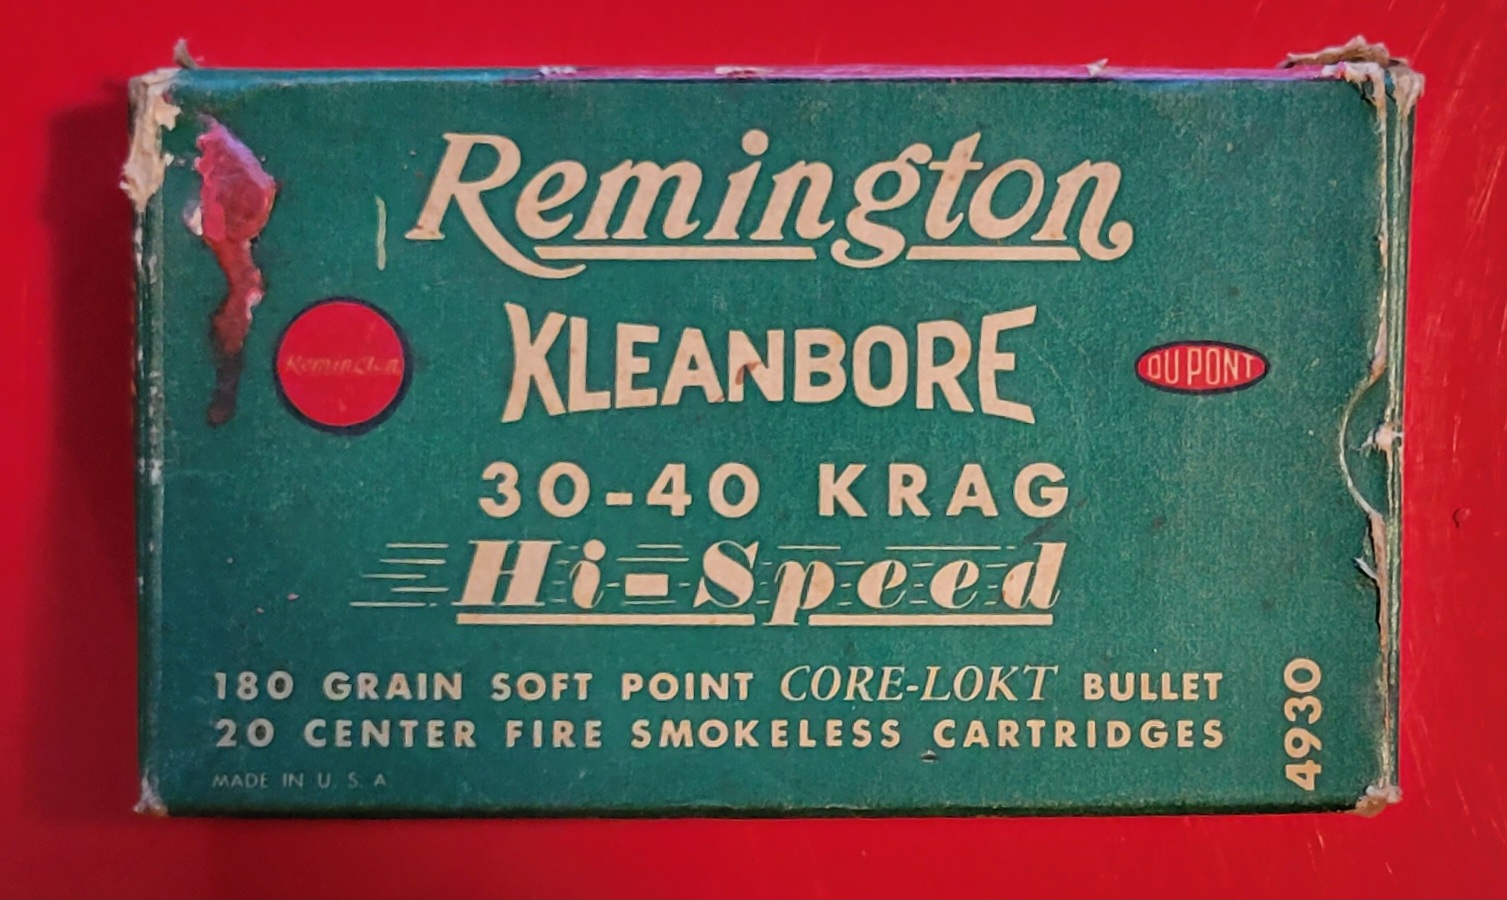 Remington
KLEANBORE
Remington
DU PONT
30-40 KRAG
Hi-Speed
180 GRAIN SOFT POINT CORE-LOKT BULLET
20 CENTER FIRE SMOKELESS CARTRIDGES
MADE IN U. S. A
4930